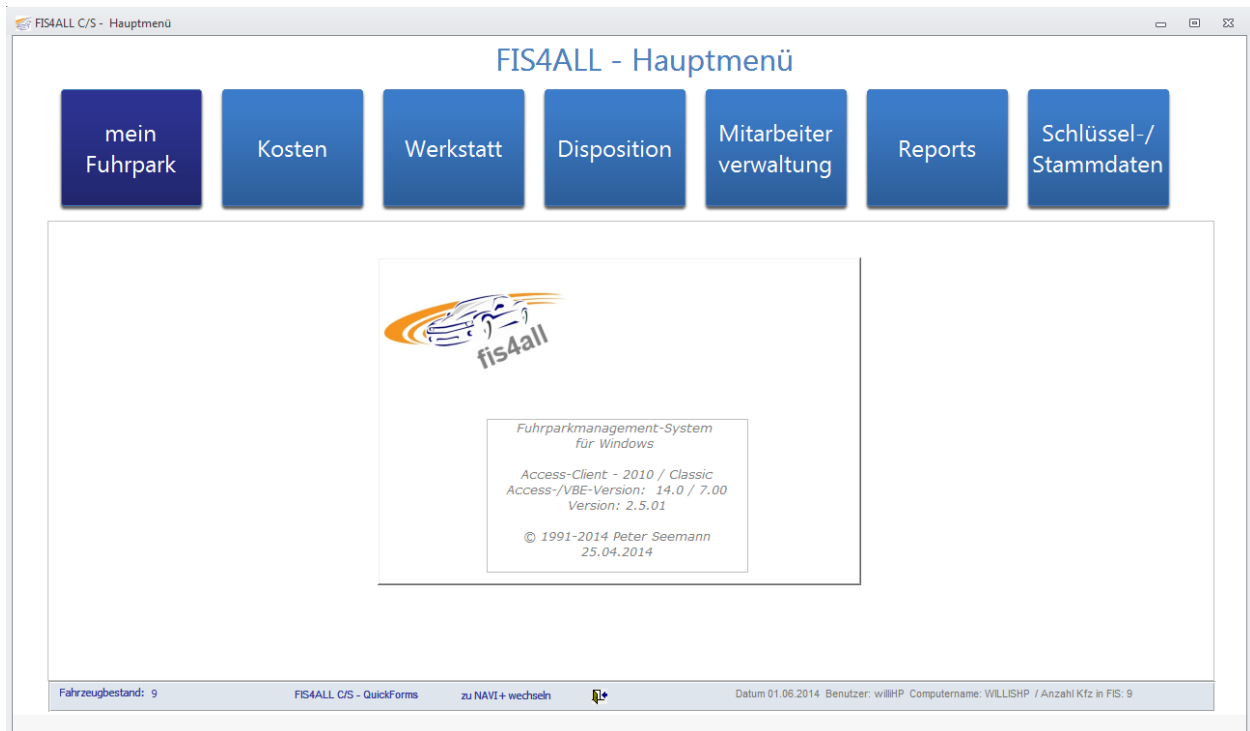 FIS4ALL C/S - Hauptmenü
FIS4ALL - Hauptmenü
mein
Fuhrpark
Kosten
Werkstatt
Disposition
Mitarbeiter
verwaltung
Reports
Schlüssel-/
Stammdaten
fis4all
Fuhrparkmanagement-System
für Windows
Access-Client - 2010 / Classic
Access-/VBE-Version: 14.0 / 7.00
Version: 2.5.01
© 1991-2014 Peter Seemann
25.04.2014
Fahrzeugbestand: 9
FIS4ALL C/S - QuickForms
zu NAVI+ wechseln
Datum 01.06.2014 Benutzer: williHP Computername: WILLISHP / Anzahl Kfz in FIS: 9